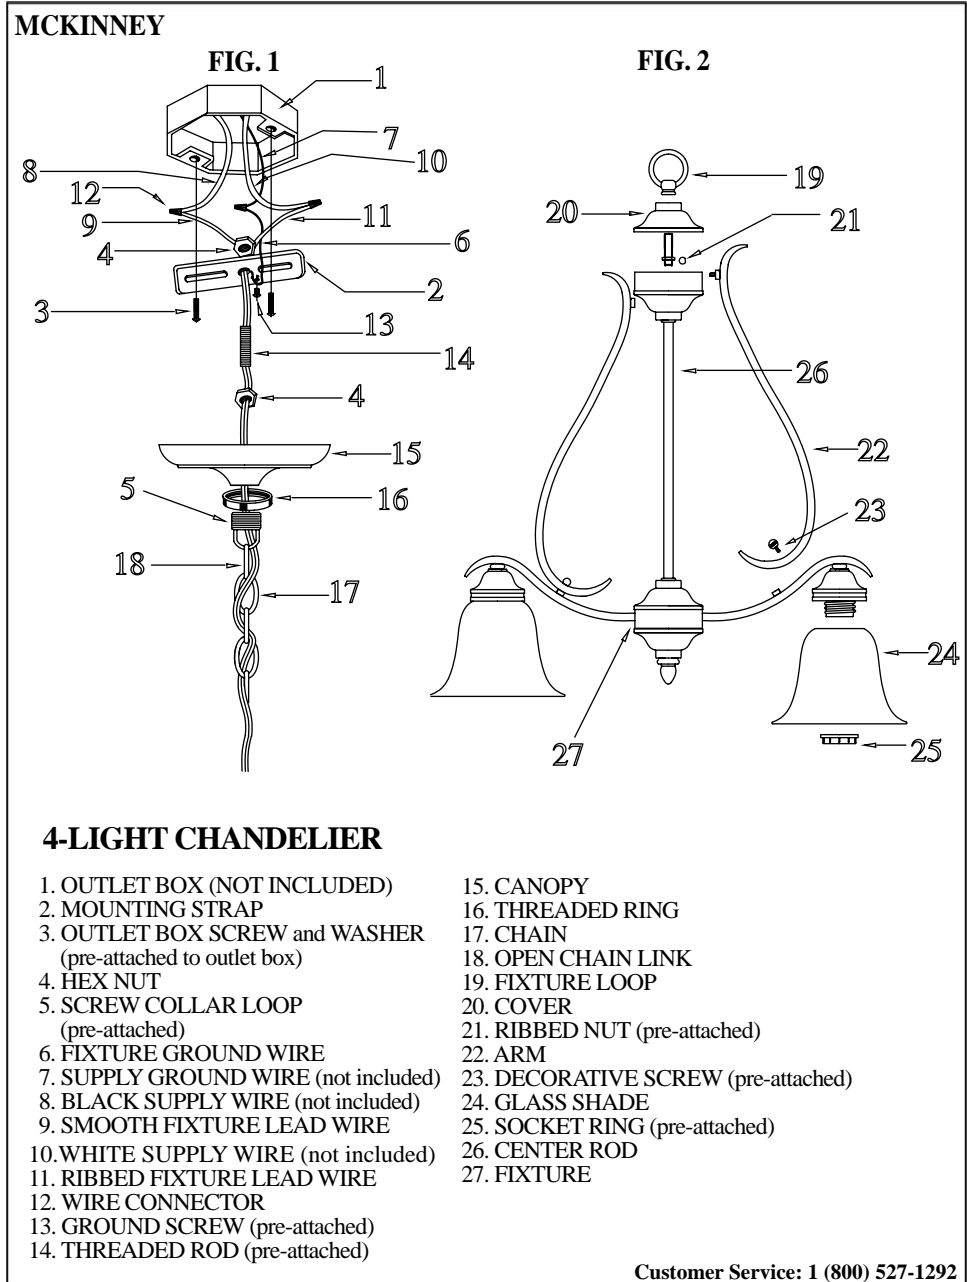 MCKINNEY
FIG. 1
1
7
10
8
12
9
11
4
6
2
3
13
14
4
15
5
16
18
17
FIG. 2
19
20
21
26
22
23
24
27
25
4-LIGHT CHANDELIER
1. OUTLET BOX (NOT INCLUDED)
2. MOUNTING STRAP
3. OUTLET BOX SCREW and WASHER
(pre-attached to outlet box)
4. HEX NUT
5. SCREW COLLAR LOOP
(pre-attached)
6. FIXTURE GROUND WIRE
7. SUPPLY GROUND WIRE (not included)
8. BLACK SUPPLY WIRE (not included)
9. SMOOTH FIXTURE LEAD WIRE
10.WHITE SUPPLY WIRE (not included)
11. RIBBED FIXTURE LEAD WIRE
12. WIRE CONNECTOR
13. GROUND SCREW (pre-attached)
14. THREADED ROD (pre-attached)
15. CANOPY
16. THREADED RING
17. CHAIN
18. OPEN CHAIN LINK
19. FIXTURE LOOP
20. COVER
21. RIBBED NUT (pre-attached)
22. ARM
23. DECORATIVE SCREW (pre-attached)
24. GLASS SHADE
25. SOCKET RING (pre-attached)
26. CENTER ROD
27. FIXTURE
Customer Service: 1 (800) 527-1292